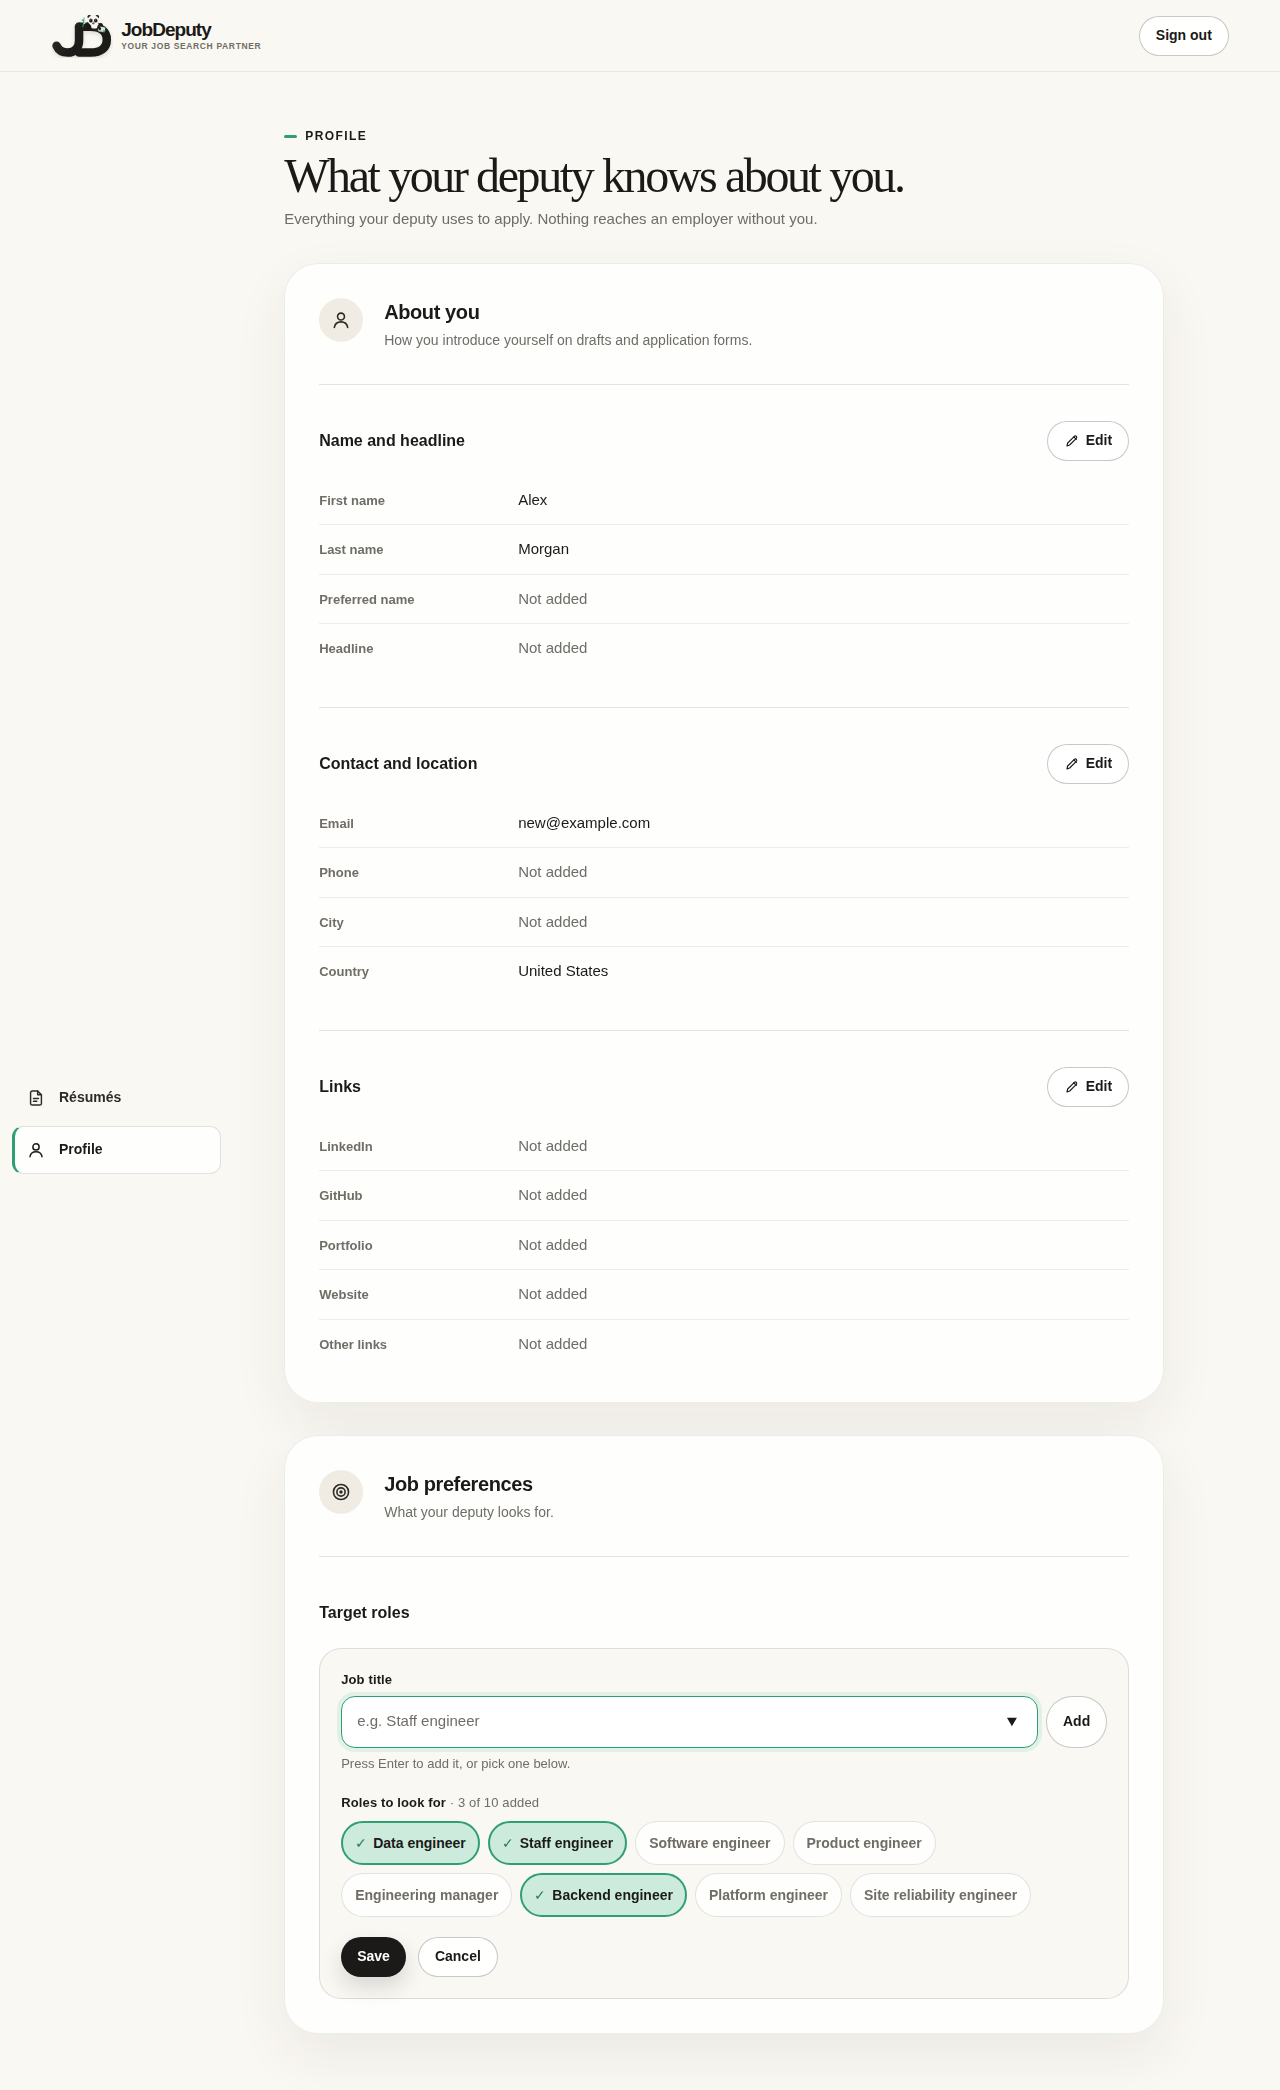 JobDeputy
YOUR JOB SEARCH PARTNER
Sign out
PROFILE
What your deputy knows about you.
Everything your deputy uses to apply. Nothing reaches an employer without you.
About you
How you introduce yourself on drafts and application forms.
Name and headline
Edit
First name Alex
Last name Morgan
Preferred name Not added
Headline Not added
Contact and location
Edit
Email new@example.com
Phone Not added
City Not added
Country United States
Résumés
Profile
Links
Edit
LinkedIn Not added
GitHub Not added
Portfolio Not added
Website Not added
Other links Not added
Job preferences
What your deputy looks for.
Target roles
Job title
e.g. Staff engineer
Add
Press Enter to add it, or pick one below.
Roles to look for · 3 of 10 added
✓ Data engineer ✓ Staff engineer Software engineer Product engineer
Engineering manager ✓ Backend engineer Platform engineer Site reliability engineer
Save Cancel